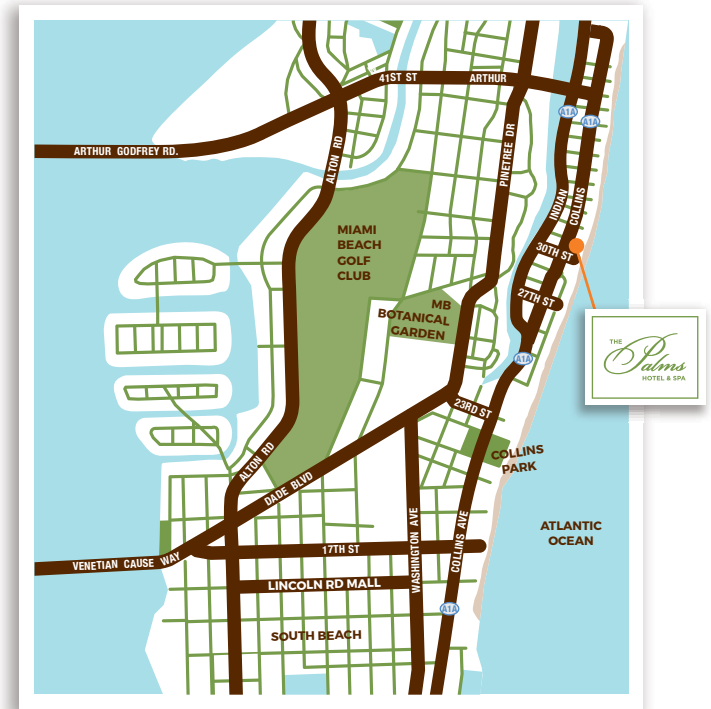 41ST ST
ARTHUR
A1A
A1A
ARTHUR GODFREY RD.
ALTON RD
PINETREE DR
INDIAN
COLLINS
MIAMI
BEACH
GOLF
CLUB
30TH ST
27TH ST
MB
BOTANICAL
GARDEN
THE
Palms
HOTEL & SPA
A1A
23RD ST
COLLINS
PARK
ALTON RD
DADE BLVD
ATLANTIC
OCEAN
WASHINGTON AVE
COLLINS AVE
17TH ST
VENETIAN CAUSE WAY
LINCOLN RD MALL
A1A
SOUTH BEACH